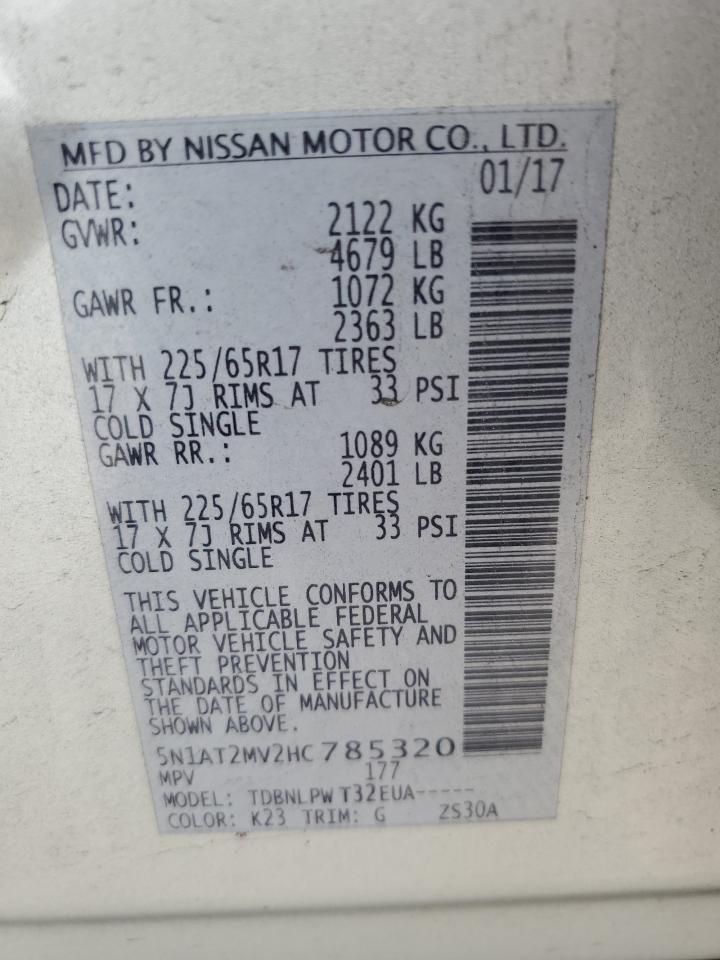 MFD BY NISSAN MOTOR CO., LTD.
DATE: 01/17
GVWR: 2122 KG
4679 LB
GAWR FR.: 1072 KG
2363 LB
WITH 225/65R17 TIRES
17 X 7J RIMS AT 33 PSI
COLD SINGLE
GAWR RR.: 1089 KG
2401 LB
WITH 225/65R17 TIRES
17 X 7J RIMS AT 33 PSI
COLD SINGLE
THIS VEHICLE CONFORMS TO
ALL APPLICABLE FEDERAL
MOTOR VEHICLE SAFETY AND
THEFT PREVENTION
STANDARDS IN EFFECT ON
THE DATE OF MANUFACTURE
SHOWN ABOVE.
5N1AT2MV2HC785320
MPV 177
MODEL: TDBNLPW T32EUA-----
COLOR: K23 TRIM: G ZS30A